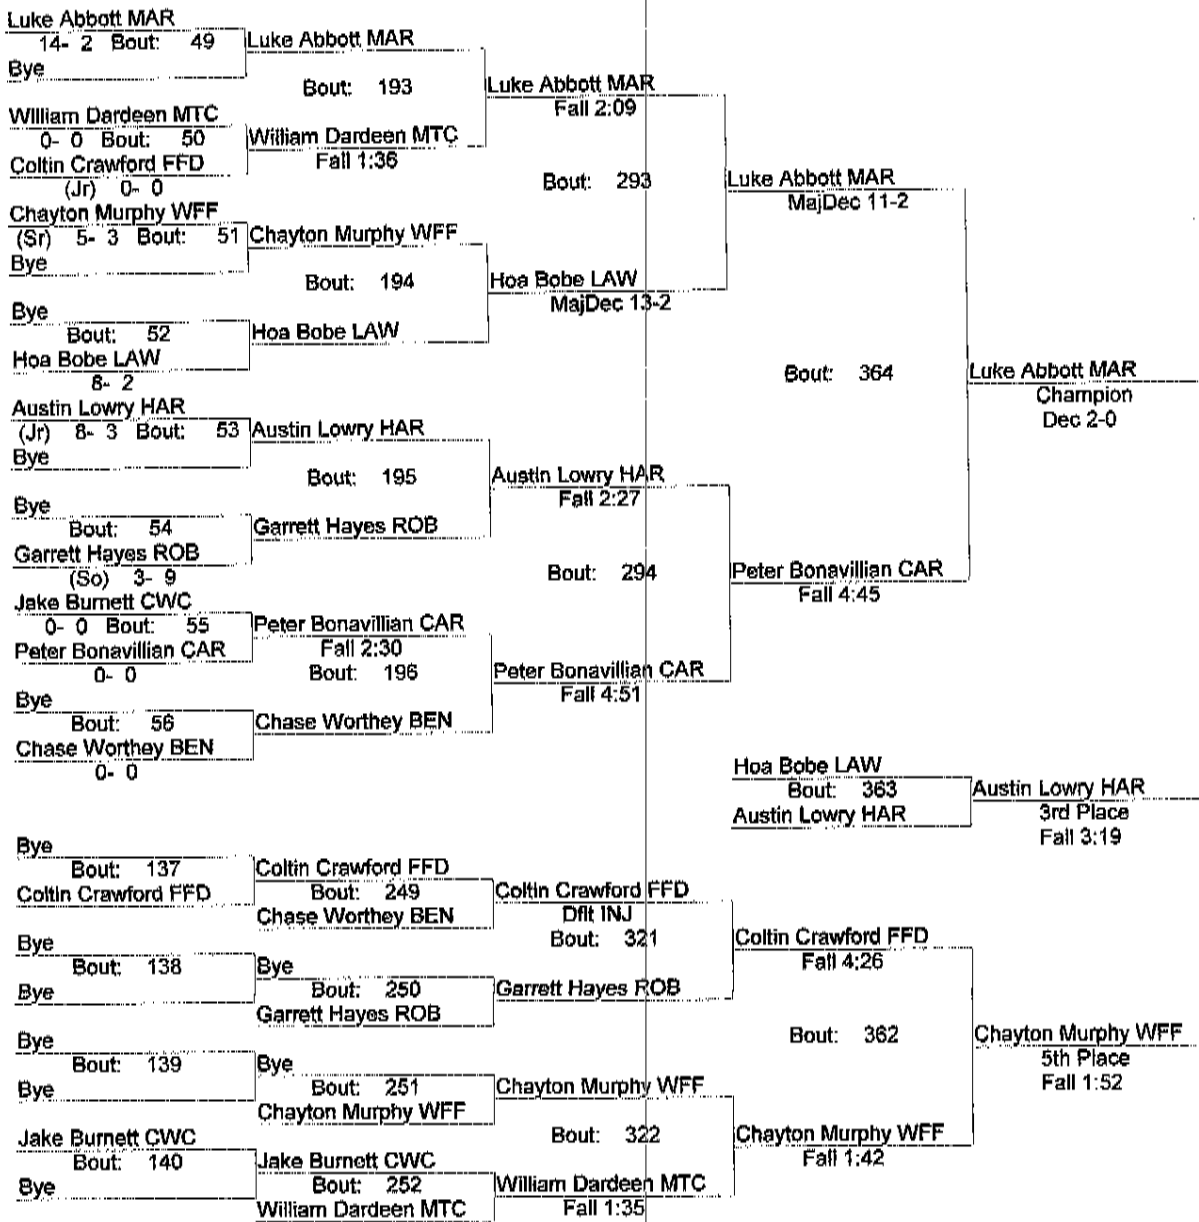 Luke Abbott MAR
14- 2 Bout: 49
Bye
Luke Abbott MAR
Bout: 193
William Dardeen MTC
0- 0 Bout: 50
Coltin Crawford FFD
(Jr) 0- 0
William Dardeen MTC
Fall 1:36
Luke Abbott MAR
Fall 2:09
Bout: 293
Chayton Murphy WFF
(Sr) 5- 3 Bout: 51
Bye
Chayton Murphy WFF
Bout: 194
Bye
Bout: 52
Hoa Bobe LAW
8- 2
Hoa Bobe LAW
Hoa Bobe LAW
MajDec 13-2
Luke Abbott MAR
MajDec 11-2
Bout: 364
Luke Abbott MAR
Champion
Dec 2-0
Austin Lowry HAR
(Jr) 8- 3 Bout: 53
Bye
Austin Lowry HAR
Bout: 195
Bye
Bout: 54
Garrett Hayes ROB
(So) 3- 9
Garrett Hayes ROB
Austin Lowry HAR
Fall 2:27
Bout: 294
Jake Burnett CWC
0- 0 Bout: 55
Peter Bonavillian CAR
0- 0
Peter Bonavillian CAR
Fall 2:30
Bout: 196
Bye
Bout: 56
Chase Worthey BEN
0- 0
Chase Worthey BEN
Peter Bonavillian CAR
Fall 4:51
Peter Bonavillian CAR
Fall 4:45
Hoa Bobe LAW
Bout: 363
Austin Lowry HAR
Austin Lowry HAR
3rd Place
Fall 3:19
Bye
Bout: 137
Coltin Crawford FFD
Coltin Crawford FFD
Bout: 249
Chase Worthey BEN
Coltin Crawford FFD
Dflt INJ
Bout: 321
Bye
Bout: 138
Bye
Bye
Bout: 250
Garrett Hayes ROB
Garrett Hayes ROB
Coltin Crawford FFD
Fall 4:26
Bout: 362
Bye
Bout: 139
Bye
Bye
Bout: 251
Chayton Murphy WFF
Chayton Murphy WFF
Bout: 322
Jake Burnett CWC
Bout: 140
Bye
Jake Burnett CWC
Bout: 252
William Dardeen MTC
William Dardeen MTC
Fall 1:35
Chayton Murphy WFF
Fall 1:42
Chayton Murphy WFF
5th Place
Fall 1:52